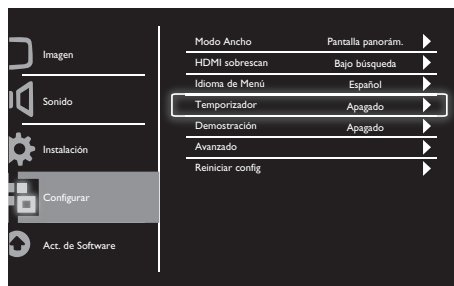 Imagen
Sonido
Instalación
Configurar
Act. de Software
Modo Ancho Pantalla panorám.
HDMI sobrescan Bajo búsqueda
Idioma de Menú Español
Temporizador Apagado
Demostración Apagado
Avanzado
Reiniciar config